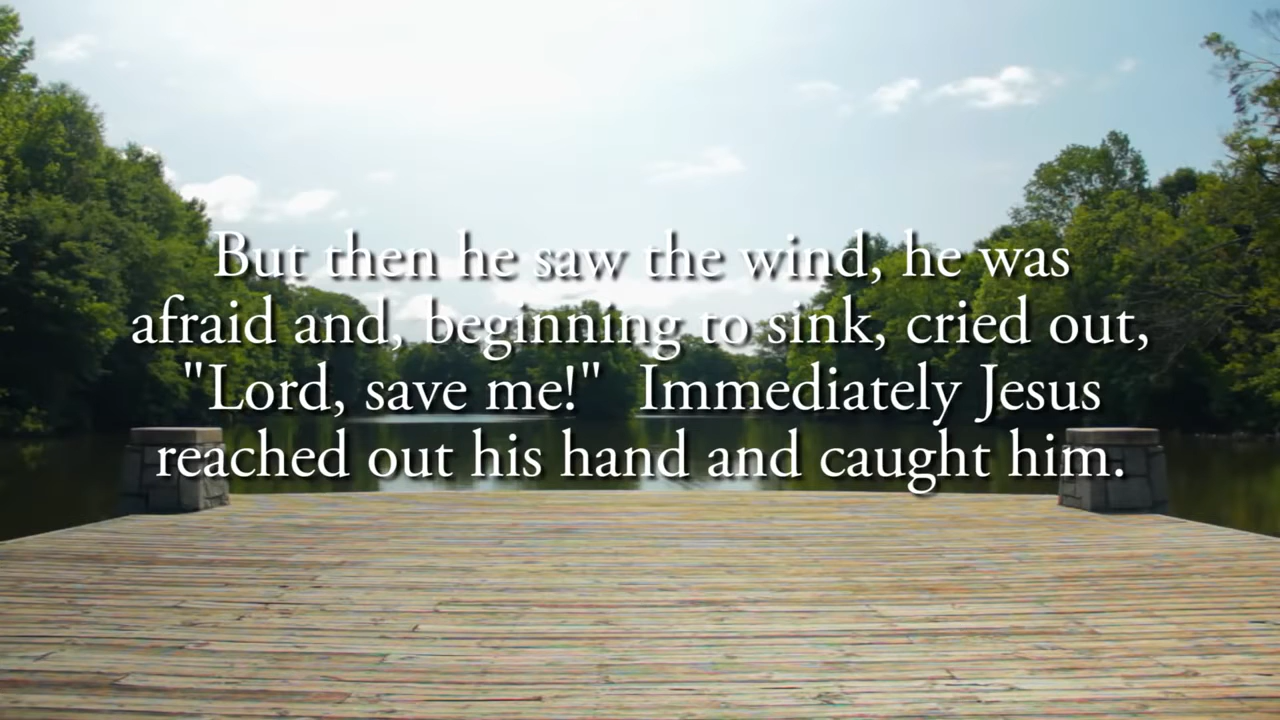 But then he saw the wind, he was
afraid and, beginning to sink, cried out,
"Lord, save me!"  Immediately Jesus
reached out his hand and caught him.